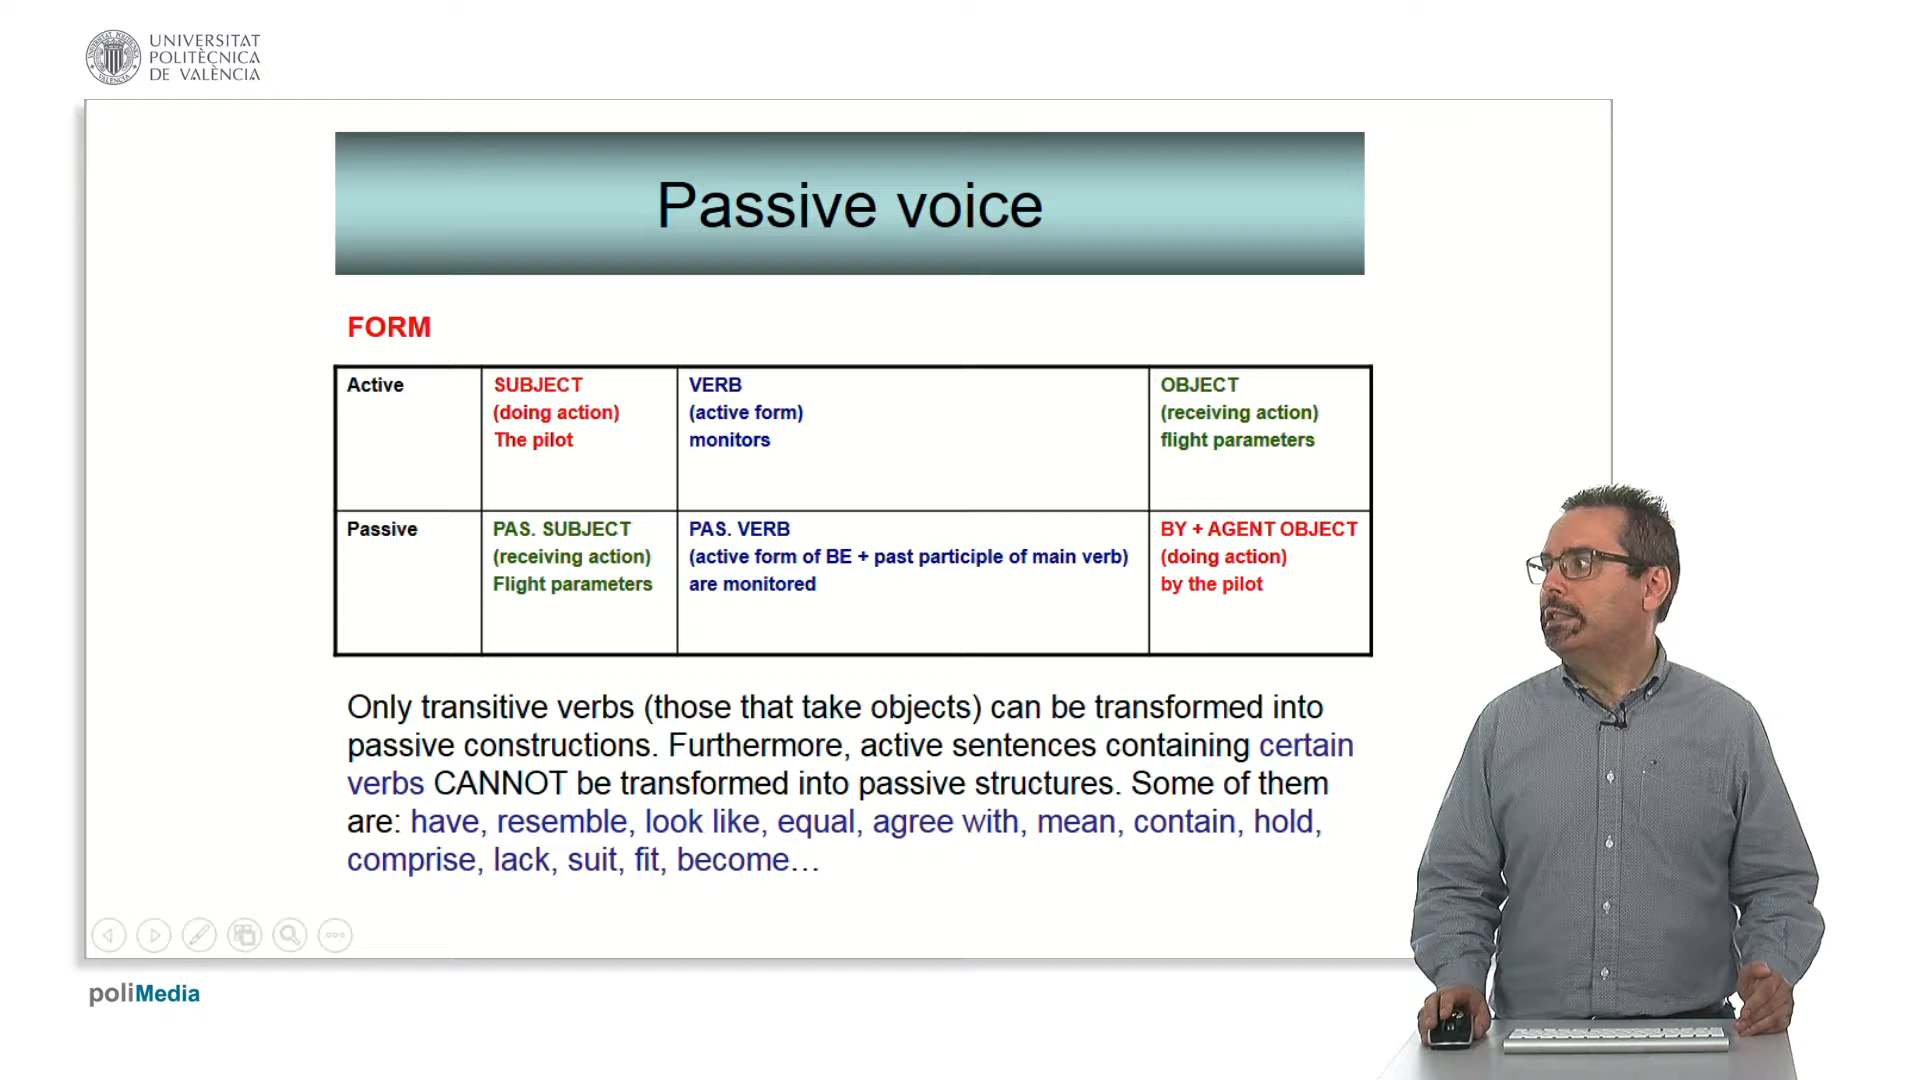 UNIVERSITAT
POLITÈCNICA
DE VALÈNCIA
Passive voice
FORM
Active
SUBJECT
(doing action)
The pilot
VERB
(active form)
monitors
OBJECT
(receiving action)
flight parameters
Passive
PAS. SUBJECT
(receiving action)
Flight parameters
PAS. VERB
(active form of BE + past participle of main verb)
are monitored
BY + AGENT OBJECT
(doing action)
by the pilot
Only transitive verbs (those that take objects) can be transformed into
passive constructions. Furthermore, active sentences containing certain
verbs CANNOT be transformed into passive structures. Some of them
are: have, resemble, look like, equal, agree with, mean, contain, hold,
comprise, lack, suit, fit, become…
poliMedia